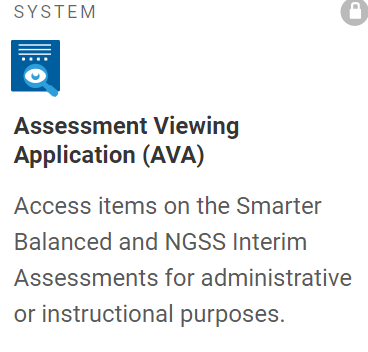 SYSTEM
Assessment Viewing
Application (AVA)
Access items on the Smarter
Balanced and NGSS Interim
Assessments for administrative
or instructional purposes.